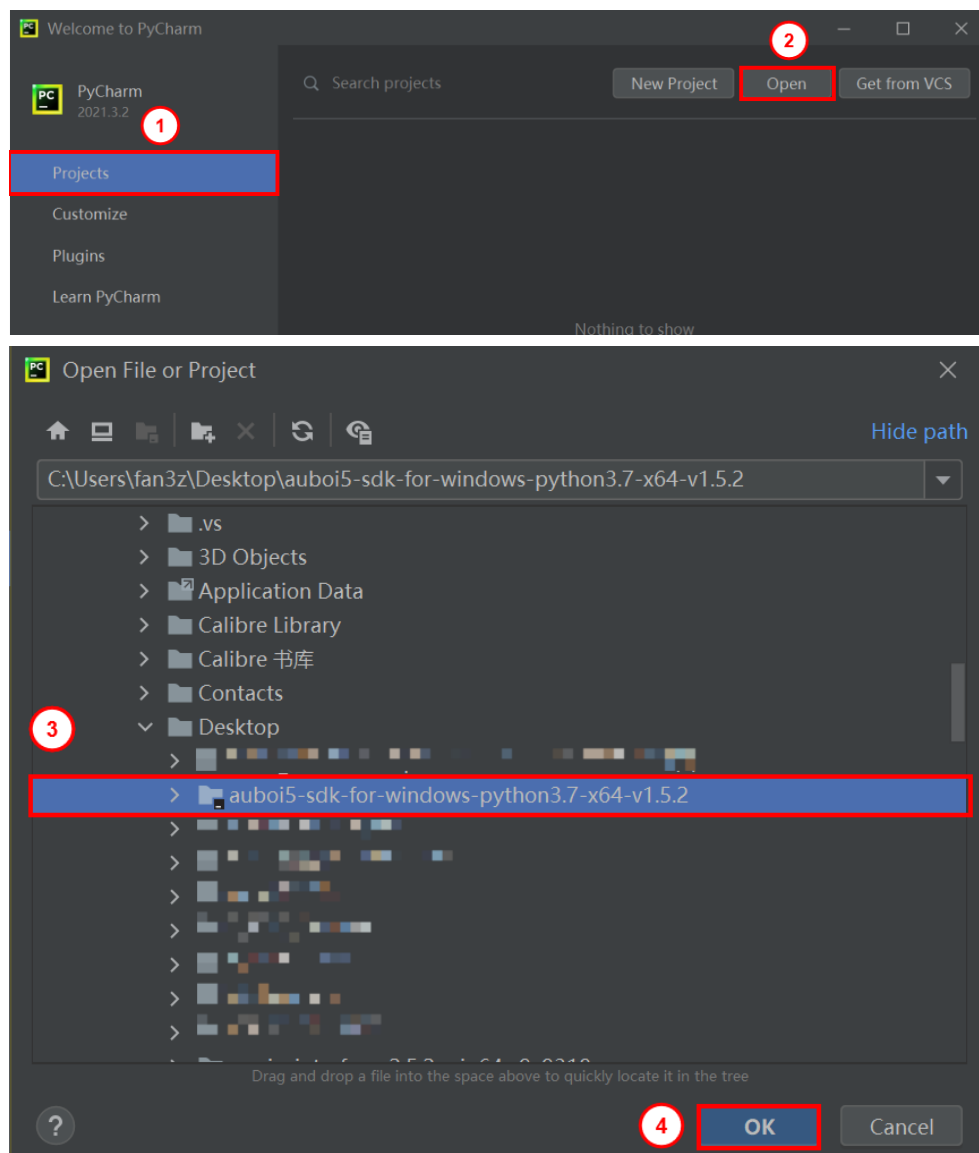 Welcome to PyCharm
2
PyCharm
2021.3.2
1
Search projects
New Project
Open
Get from VCS
Projects
Customize
Plugins
Learn PyCharm
Nothing to show
Open File or Project
Hide path
C:\Users\fan3z\Desktop\auboi5-sdk-for-windows-python3.7-x64-v1.5.2
.vs
3D Objects
Application Data
Calibre Library
Calibre 书库
Contacts
3
Desktop
auboi5-sdk-for-windows-python3.7-x64-v1.5.2
Drag and drop a file into the space above to quickly locate it in the tree
?
4
OK
Cancel